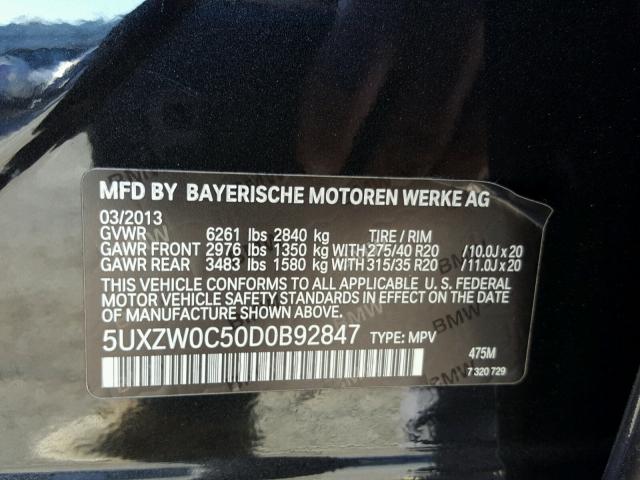 MFD BY BAYERISCHE MOTOREN WERKE AG
03/2013
GVWR 6261 lbs 2840 kg TIRE / RIM
GAWR FRONT 2976 lbs 1350 kg WITH 275/40 R20 /10.0J x 20
GAWR REAR 3483 lbs 1580 kg WITH 315/35 R20 /11.0J x 20
THIS VEHICLE CONFORMS TO ALL APPLICABLE U.S. FEDERAL
MOTOR VEHICLE SAFETY STANDARDS IN EFFECT ON THE DATE OF
MANUFACTURE SHOWN ABOVE.
5UXZW0C50D0B92847 TYPE: MPV
475M
7 320 729